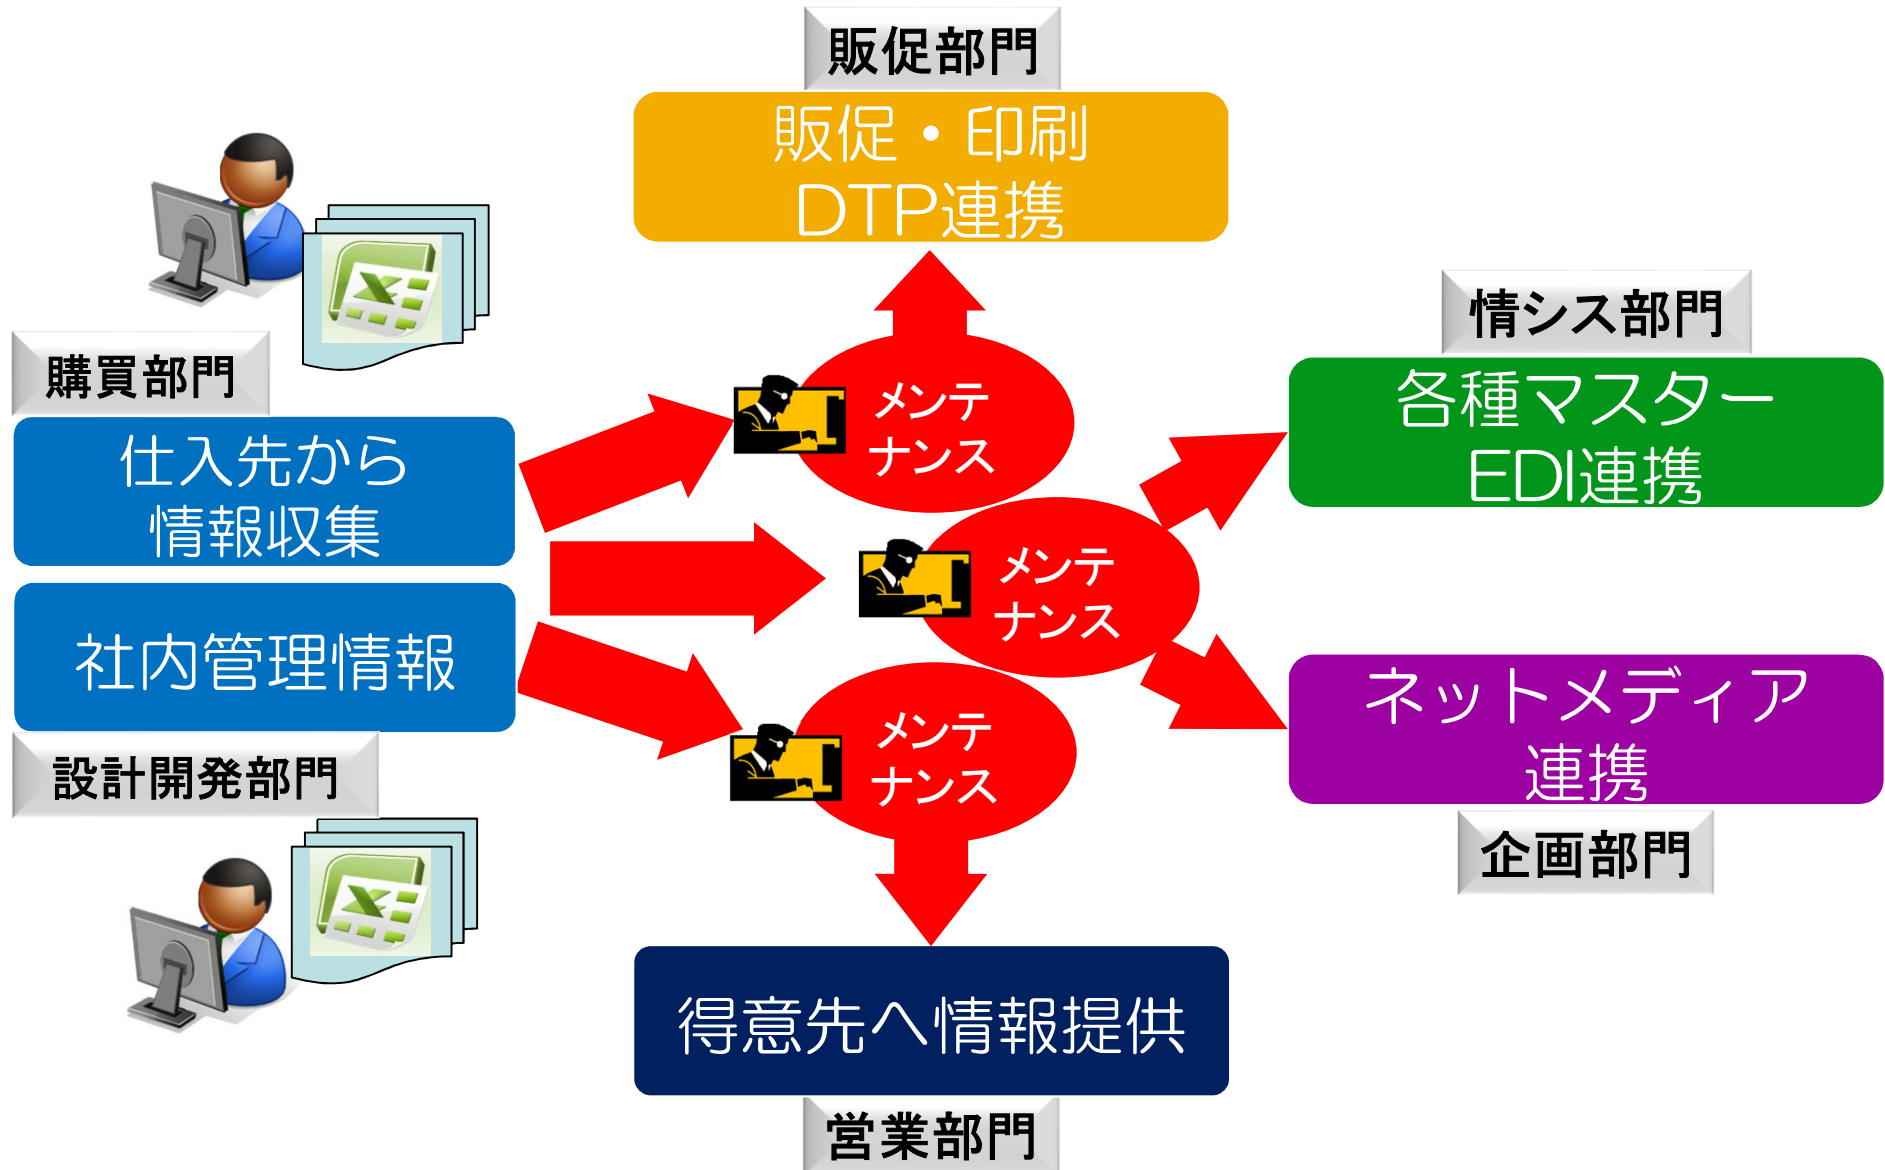 販促部門
販促・印刷
DTP連携
購買部門
仕入先から
情報収集
社内管理情報
設計開発部門
メンテ
ナンス
メンテ
ナンス
メンテ
ナンス
情シス部門
各種マスター
EDI連携
ネットメディア
連携
企画部門
得意先へ情報提供
営業部門